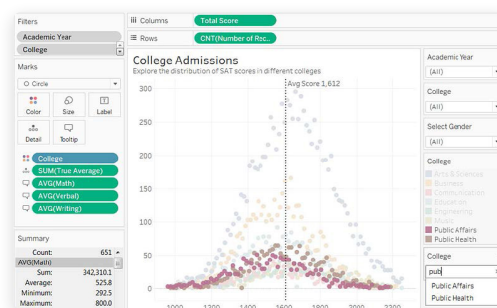 Filters
Academic Year
College
Marks
Circle
Color
Size
Label
Detail
Tooltip
College
SUM(True Average)
AVG(Math)
AVG(Verbal)
AVG(Writing)
Summary
Count: 651
AVG(Math)
Sum: 342,310.1
Average: 525.8
Minimum: 292.5
Maximum: 800.0
Columns
Total Score
Rows
CNT(Number of Rec..
College Admissions
Explore the distribution of SAT scores in different colleges
Avg Score 1,612
300
250
200
150
100
50
0
1000 1200 1400 1600 1800 2000 2200
Academic Year
(All)
College
(All)
Select Gender
(All)
College
Arts & Sciences
Business
Communication
Education
Engineering
Music
Public Affairs
Public Health
College
pub
Public Affairs
Public Health